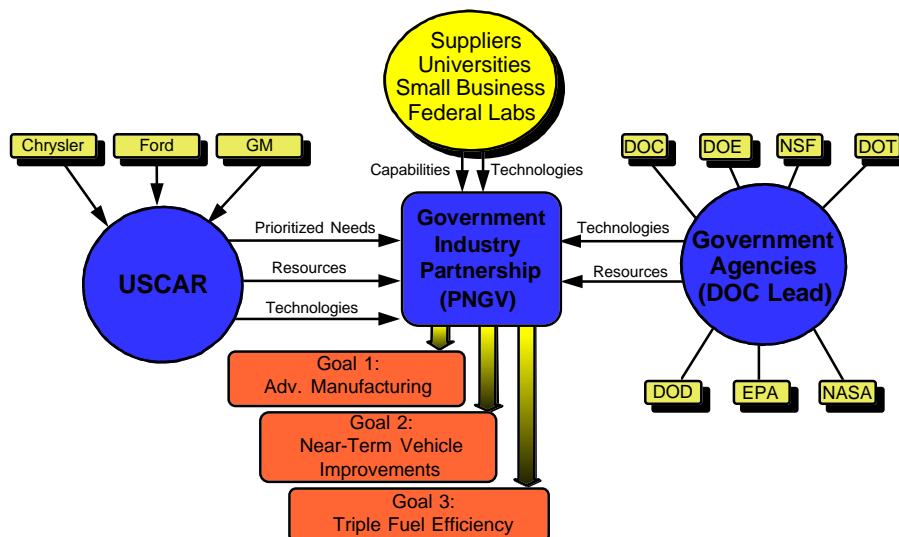 Suppliers
Universities
Small Business
Federal Labs
Chrysler
Ford
GM
DOC
DOE
NSF
DOT
Capabilities
Technologies
Prioritized Needs
Resources
Technologies
USCAR
Government
Industry
Partnership
(PNGV)
Technologies
Resources
Government
Agencies
(DOC Lead)
DOD
EPA
NASA
Goal 1:
Adv. Manufacturing
Goal 2:
Near-Term Vehicle
Improvements
Goal 3:
Triple Fuel Efficiency